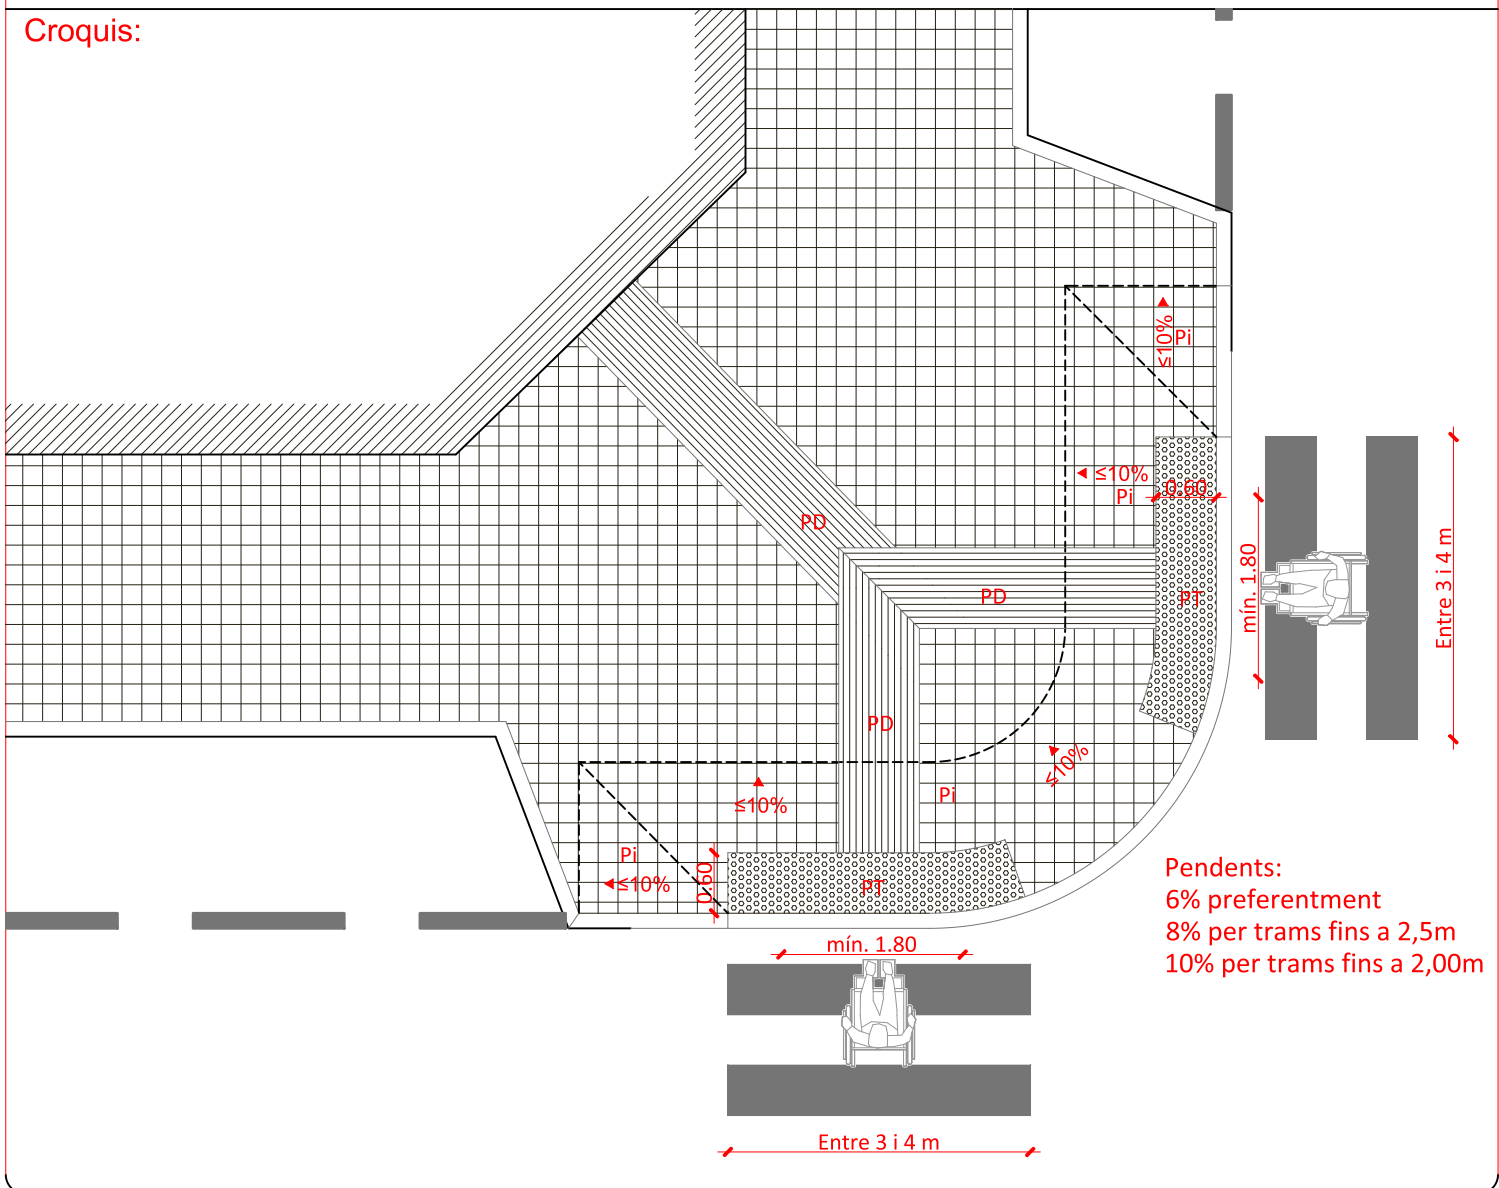 Croquis:
≤10%
Pi
≤10%
Pi
0.60
PD
mín. 1.80
Entre 3 i 4 m
PD
PT
PD
≤10%
≤10%
Pi
Pi
≤10%
0.60
PT
Pendents:
6% preferentment
8% per trams fins a 2,5m
10% per trams fins a 2,00m
mín. 1.80
Entre 3 i 4 m